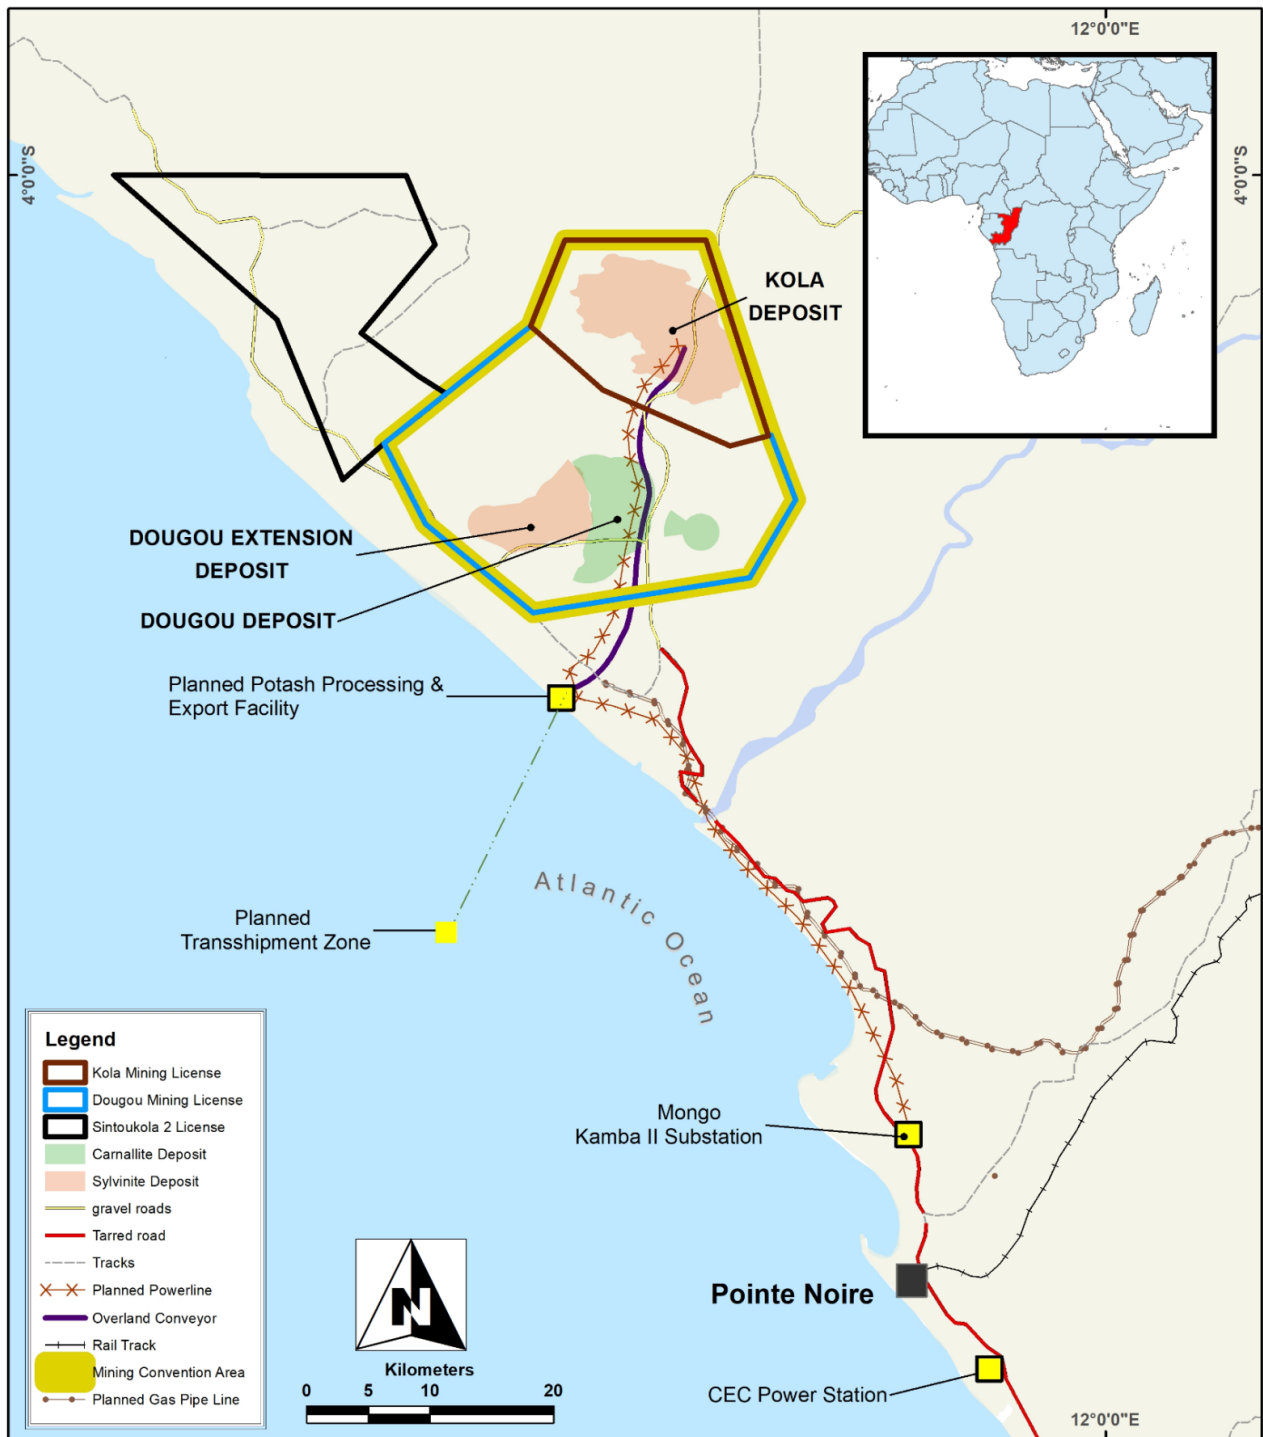 12°0'0"E
4°0'0"S
4°0'0"S
KOLA
DEPOSIT
DOUGOU EXTENSION
DEPOSIT
DOUGOU DEPOSIT
Planned Potash Processing &
Export Facility
Atlantic Ocean
Planned
Transshipment Zone
Legend
Kola Mining License
Dougou Mining License
Sintoukola 2 License
Carnallite Deposit
Sylvinite Deposit
gravel roads
Tarred road
Tracks
Planned Powerline
Overland Conveyor
Rail Track
Mining Convention Area
Planned Gas Pipe Line
Mongo
Kamba II Substation
N
Pointe Noire
Kilometers
0 5 10 20
CEC Power Station
12°0'0"E